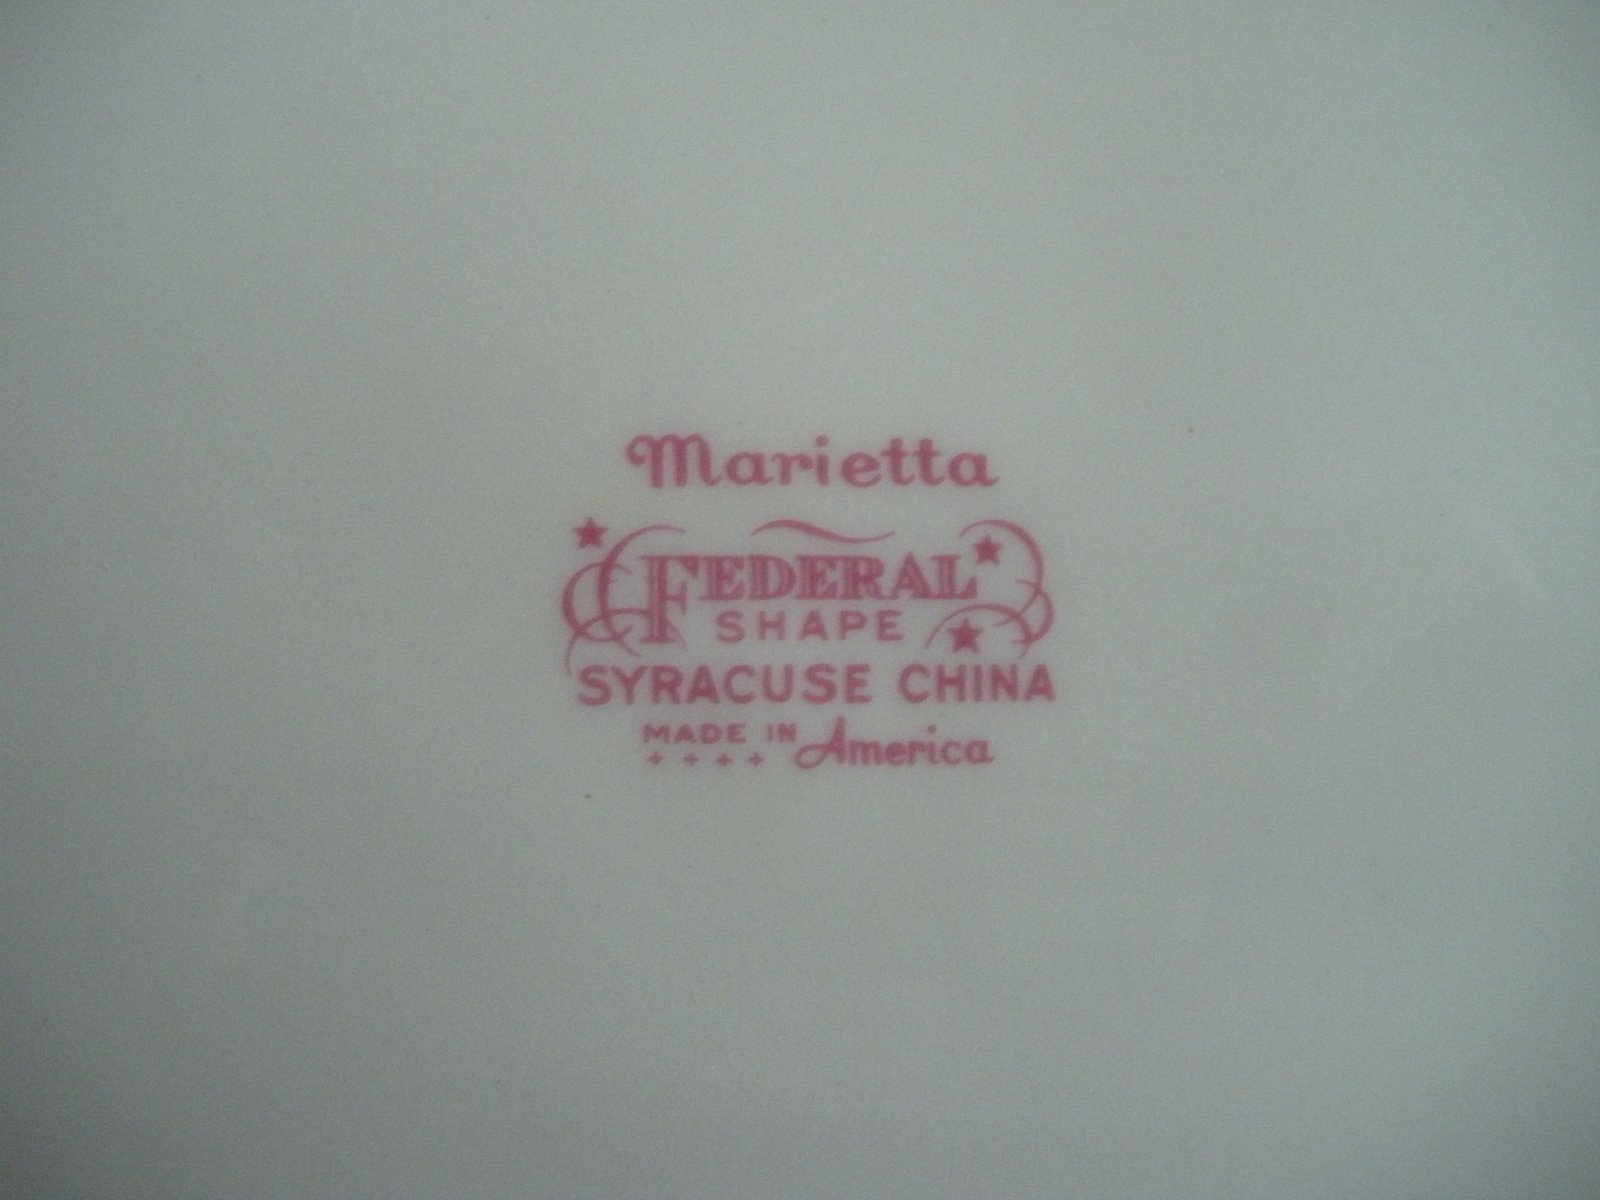 Marietta
FEDERAL
SHAPE
SYRACUSE CHINA
MADE IN America